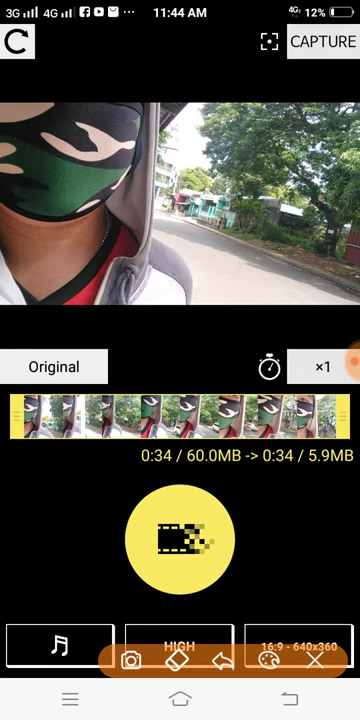 3G 4G 11:44 AM 4G 12%
CAPTURE
Original ×1
0:34 / 60.0MB -> 0:34 / 5.9MB
HIGH 16:9 - 640x360